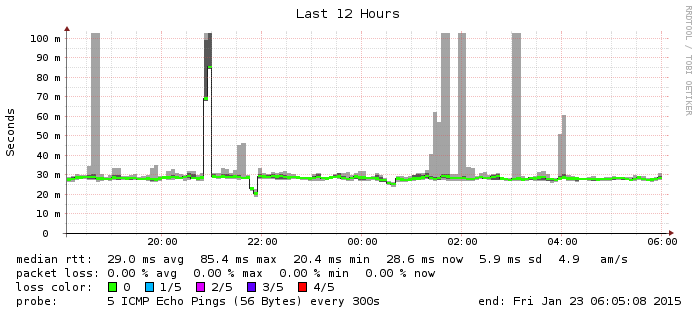 Last 12 Hours
RRDTOOL / TOBI OETIKER
Seconds
100 m
90 m
80 m
70 m
60 m
50 m
40 m
30 m
20 m
10 m
0
20:00 22:00 00:00 02:00 04:00 06:00
median rtt: 29.0 ms avg 85.4 ms max 20.4 ms min 28.6 ms now 5.9 ms sd 4.9 am/s
packet loss: 0.00 % avg 0.00 % max 0.00 % min 0.00 % now
loss color: 0 1/5 2/5 3/5 4/5
probe: 5 ICMP Echo Pings (56 Bytes) every 300s end: Fri Jan 23 06:05:08 2015